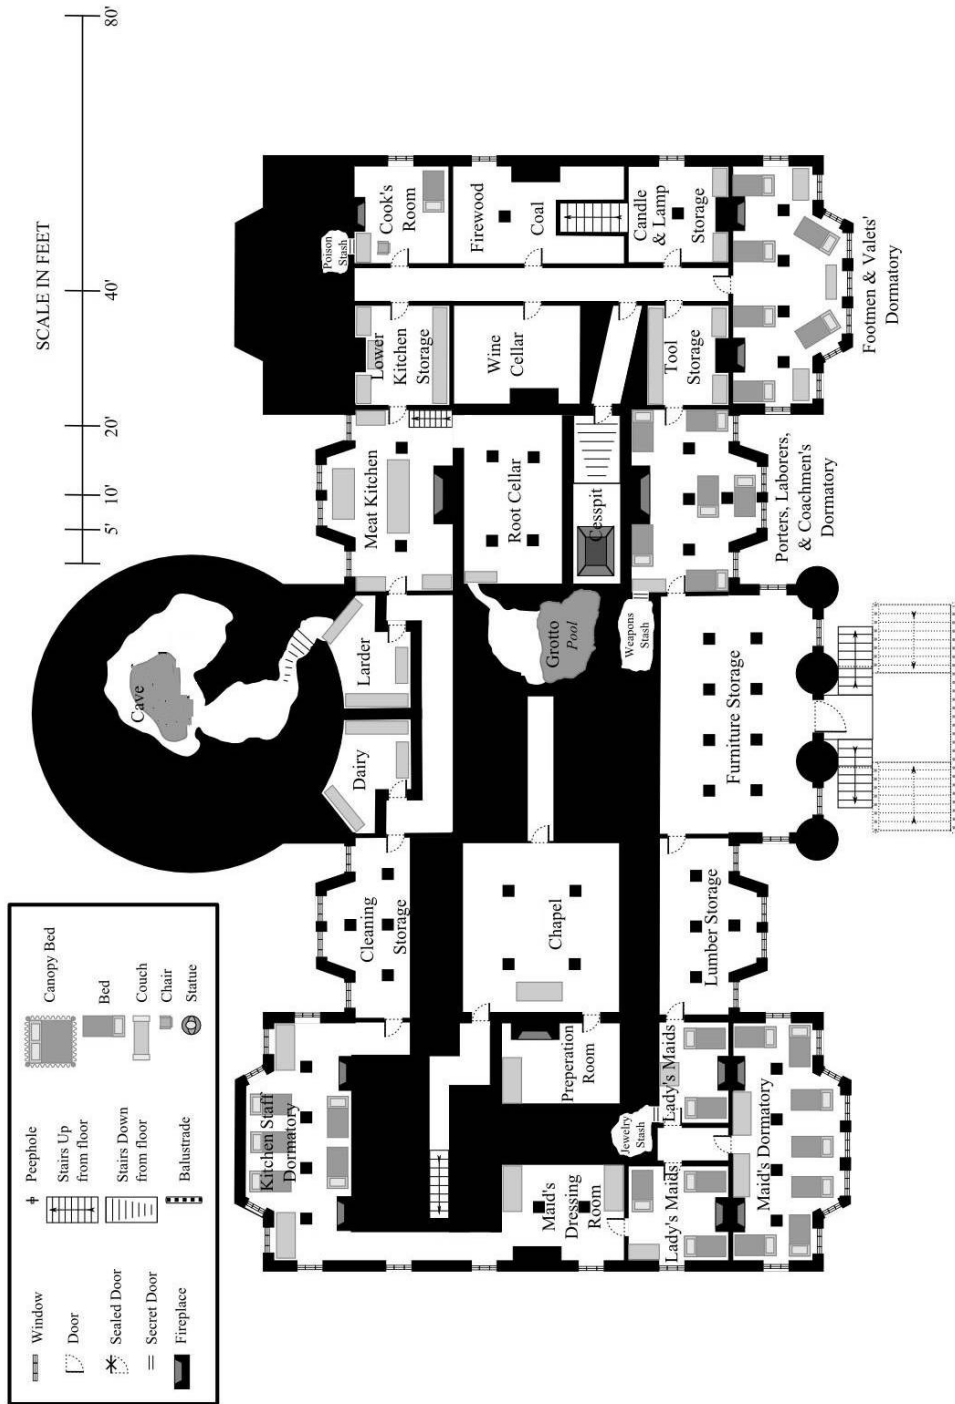 SCALE IN FEET
5'
10'
20'
40'
80'
Window
Door
Sealed Door
Secret Door
Fireplace
Peephole
Stairs Up
from floor
Stairs Down
from floor
Balustrade
Canopy Bed
Bed
Couch
Chair
Statue
Kitchen Staff
Dormatory
Cleaning
Storage
Dairy
Cave
Larder
Meat Kitchen
Lower
Kitchen
Storage
Poison
Stash
Cook's
Room
Wine
Cellar
Firewood
Coal
Root Cellar
Grotto
Pool
Cesspit
Weapons
Stash
Chapel
Preperation
Room
Jewelry
Stash
Maid's
Dressing
Room
Lady's Maids
Lady's Maids
Maid's Dormatory
Lumber Storage
Furniture Storage
Porters, Laborers,
& Coachmen's
Dormatory
Tool
Storage
Candle
& Lamp
Storage
Footmen & Valets'
Dormatory